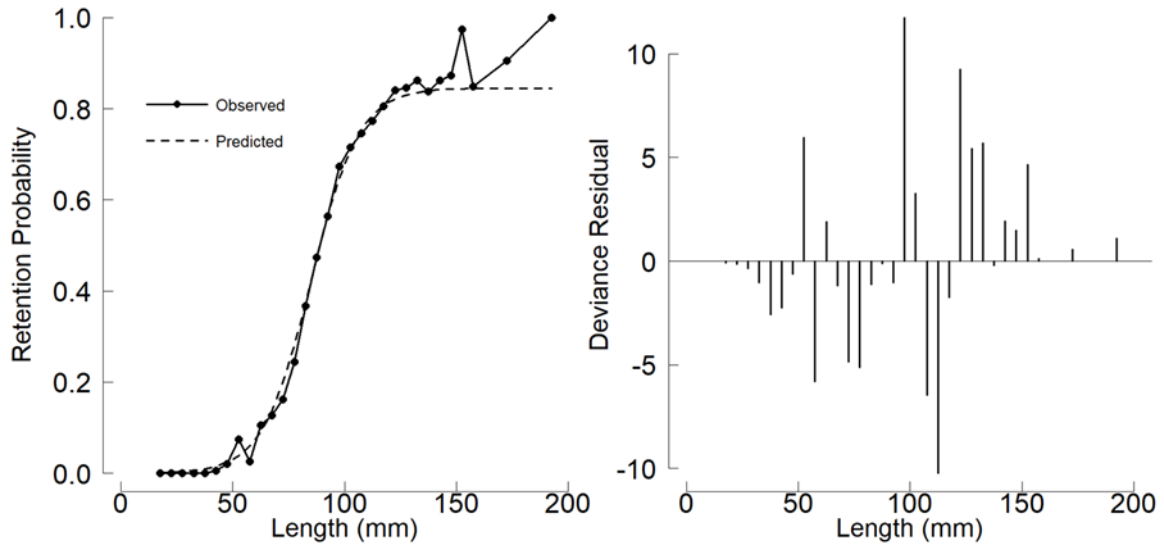 Retention Probability
1.0
0.8
0.6
0.4
0.2
0.0
Observed
Predicted
0 50 100 150 200
Length (mm)
Deviance Residual
10
5
0
-5
-10
0 50 100 150 200
Length (mm)